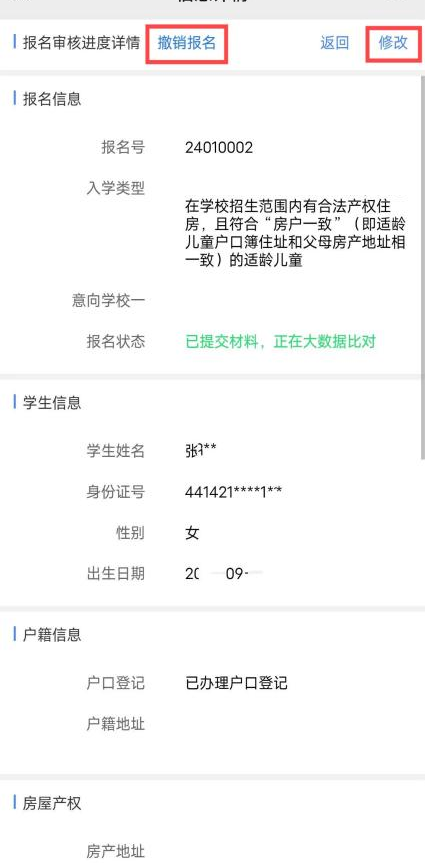 报名审核进度详情 撤销报名 返回 修改
报名信息
报名号 24010002
入学类型
在学校招生范围内有合法产权住
房，且符合“房户一致”（即适龄
儿童户口簿住址和父母房产地址相
一致）的适龄儿童
意向学校一
报名状态 已提交材料，正在大数据比对
学生信息
学生姓名 张**
身份证号 441421****1**
性别 女
出生日期 20 09-
户籍信息
户口登记 已办理户口登记
户籍地址
房屋产权
房产地址